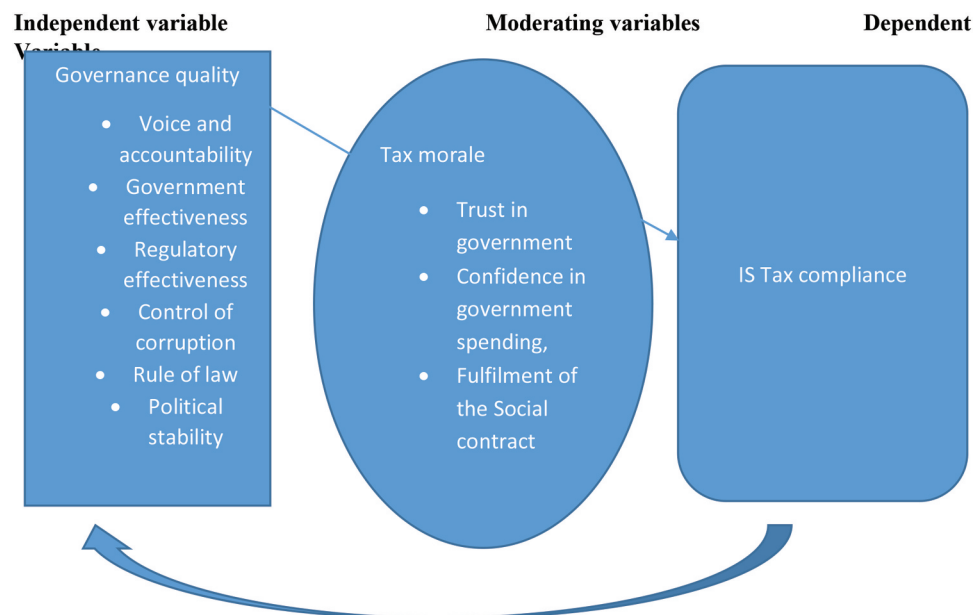 Independent variable Moderating variables Dependent
Variable
Governance quality
• Voice and
accountability
• Government
effectiveness
• Regulatory
effectiveness
• Control of
corruption
• Rule of law
• Political
stability
Tax morale
• Trust in
government
• Confidence in
government
spending,
• Fulfilment of
the Social
contract
IS Tax compliance